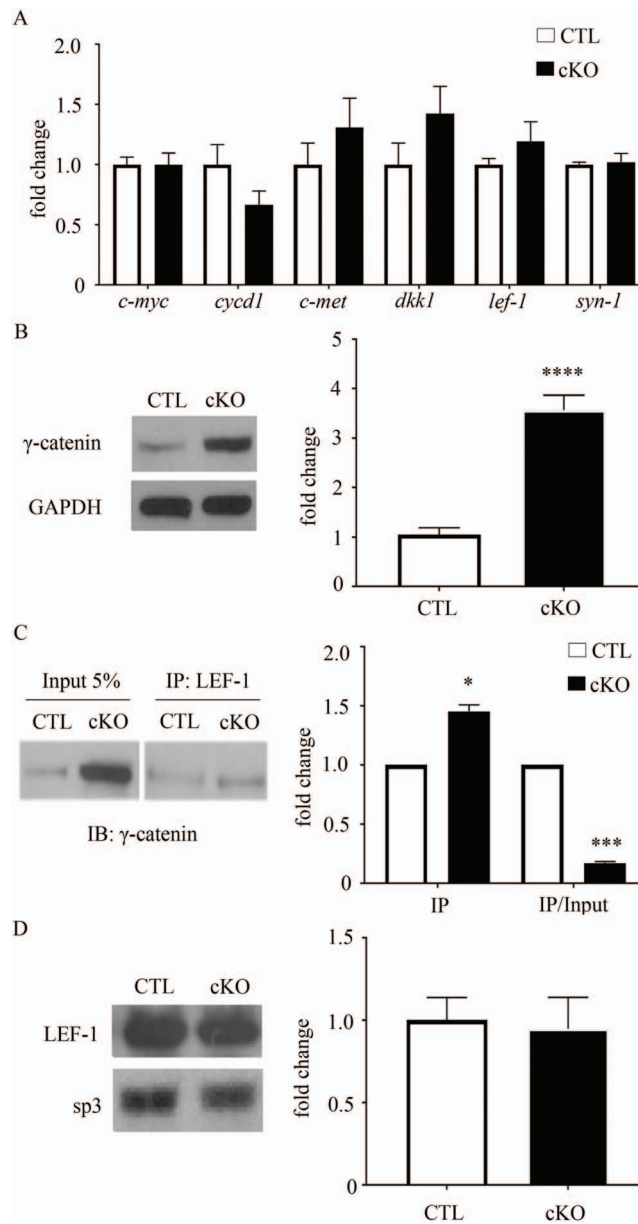 A
CTL
cKO
fold change
2.0
1.5
1.0
0.5
0
c-myc cycd1 c-met dkk1 lef-1 syn-1
B
CTL cKO
γ-catenin
GAPDH
fold change
5
4
3
2
1
0
****
CTL cKO
C
Input 5% IP: LEF-1
CTL cKO CTL cKO
IB: γ-catenin
CTL
cKO
fold change
2.0
1.5
1.0
0.5
0
*
***
IP IP/Input
D
CTL cKO
LEF-1
sp3
fold change
1.5
1.0
0.5
0
CTL cKO